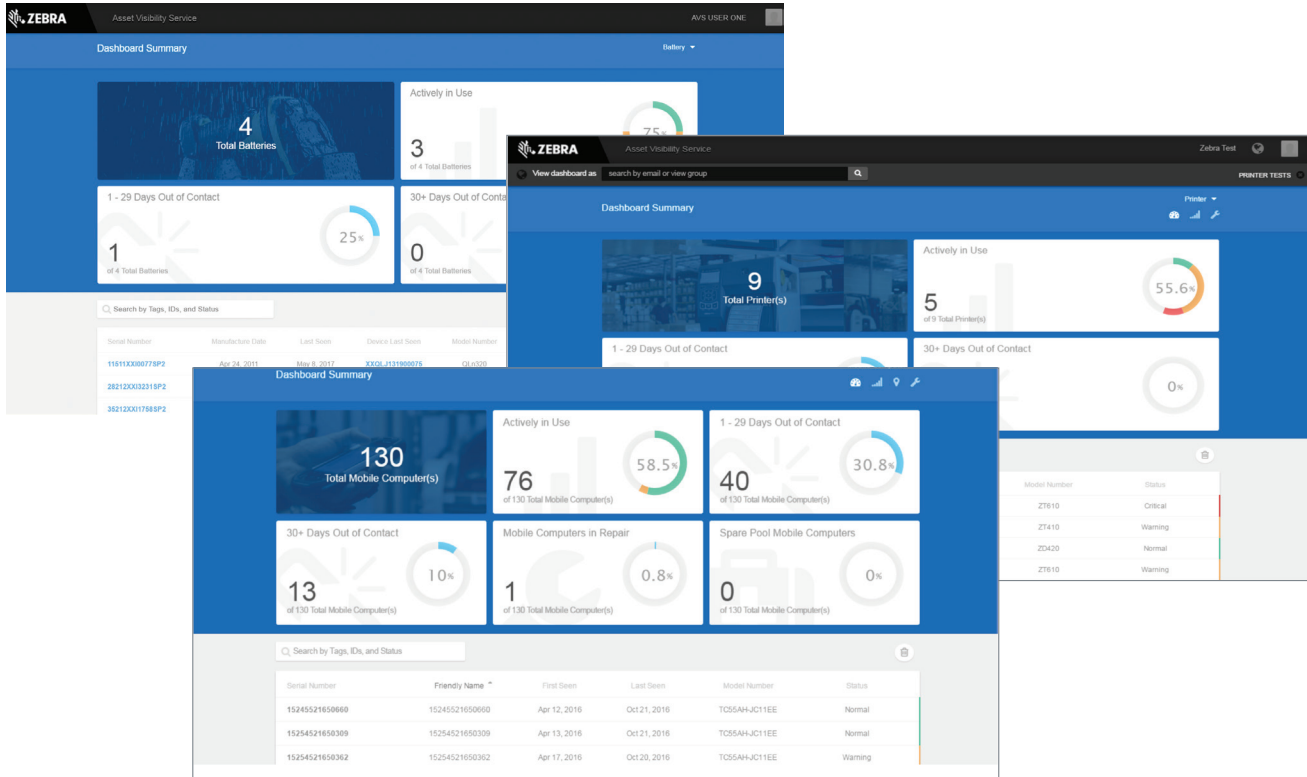 ZEBRA
Asset Visibility Service
AVS USER ONE
Dashboard Summary
Battery
4
Total Batteries
Actively in Use
3
of 4 Total Batteries
75%
1 - 29 Days Out of Contact
1
of 4 Total Batteries
25%
30+ Days Out of Conta
0
of 4 Total Batteries
Search by Tags, IDs, and Status
Serial Number Manufacture Date Last Seen Device Last Seen Model Number
11511XXI0077SP2 Apr 24, 2011 May 8, 2017 XXQLJ131900075 QLn320
28212XXI3231SP2
35212XXI1758SP2
ZEBRA
Asset Visibility Service
Zebra Test
View dashboard as
search by email or view group
PRINTER TESTS
Dashboard Summary
Printer
9
Total Printer(s)
Actively in Use
5
of 9 Total Printer(s)
55.6%
1 - 29 Days Out of Contact
30+ Days Out of Contact
0%
Model Number Status
ZT610 Critical
ZT410 Warning
ZD420 Normal
ZT610 Warning
Dashboard Summary
130
Total Mobile Computer(s)
Actively in Use
76
of 130 Total Mobile Computer(s)
58.5%
1 - 29 Days Out of Contact
40
of 130 Total Mobile Computer(s)
30.8%
30+ Days Out of Contact
13
of 130 Total Mobile Computer(s)
10%
Mobile Computers in Repair
1
of 130 Total Mobile Computer(s)
0.8%
Spare Pool Mobile Computers
0
of 130 Total Mobile Computer(s)
0%
Search by Tags, IDs, and Status
Serial Number Friendly Name First Seen Last Seen Model Number Status
15245521650660 15245521650660 Apr 12, 2016 Oct 21, 2016 TC55AH-JC11EE Normal
15254521650309 15254521650309 Apr 13, 2016 Oct 21, 2016 TC55AH-JC11EE Normal
15254521650362 15254521650362 Apr 17, 2016 Oct 20, 2016 TC55AH-JC11EE Warning